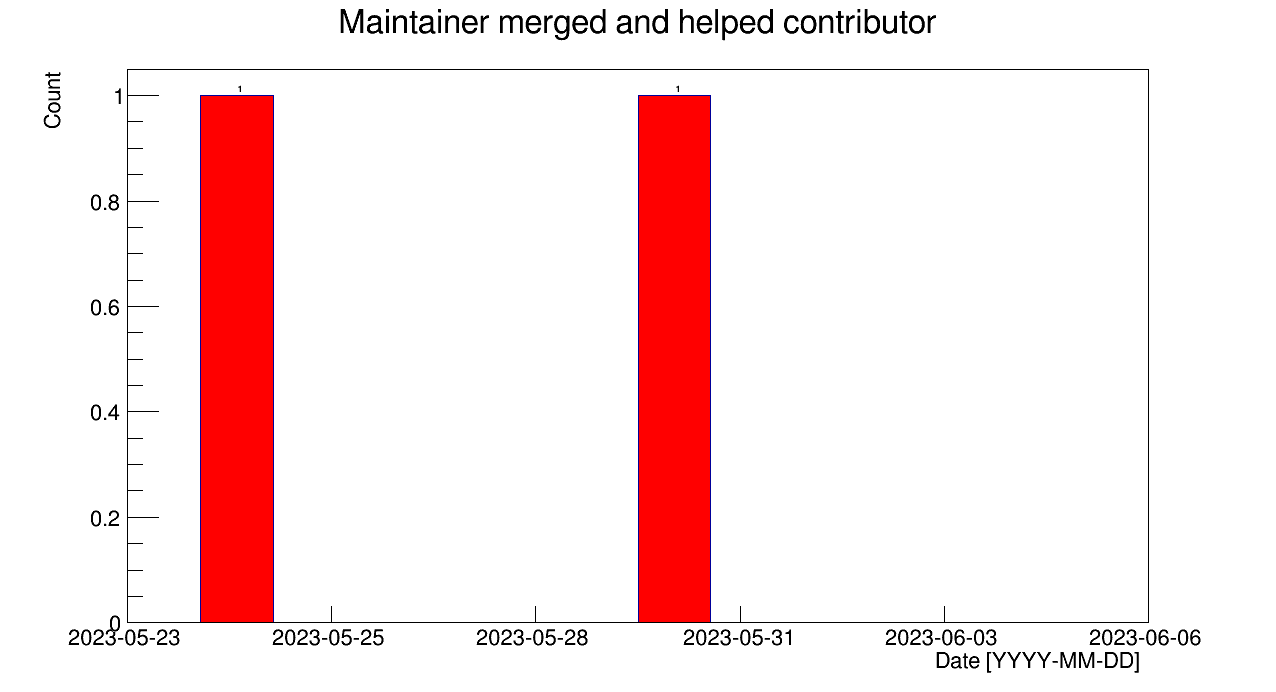 Maintainer merged and helped contributor
Count
1
1
1
0.8
0.6
0.4
0.2
0
2023-05-23 2023-05-25 2023-05-28 2023-05-31 2023-06-03 2023-06-06
Date [YYYY-MM-DD]